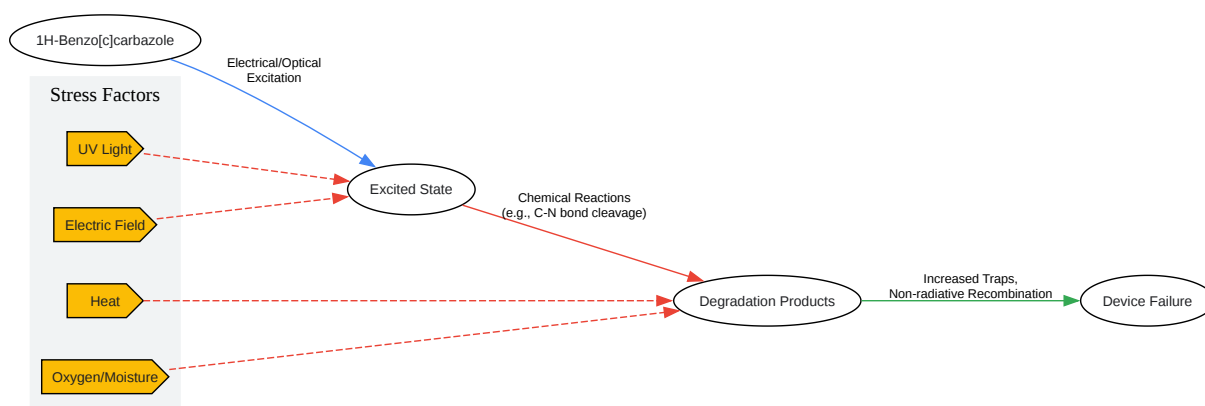 1H-Benzo[c]carbazole
Electrical/Optical
Excitation
Stress Factors
UV Light
Electric Field
Heat
Oxygen/Moisture
Excited State
Chemical Reactions
(e.g., C-N bond cleavage)
Degradation Products
Increased Traps,
Non-radiative Recombination
Device Failure